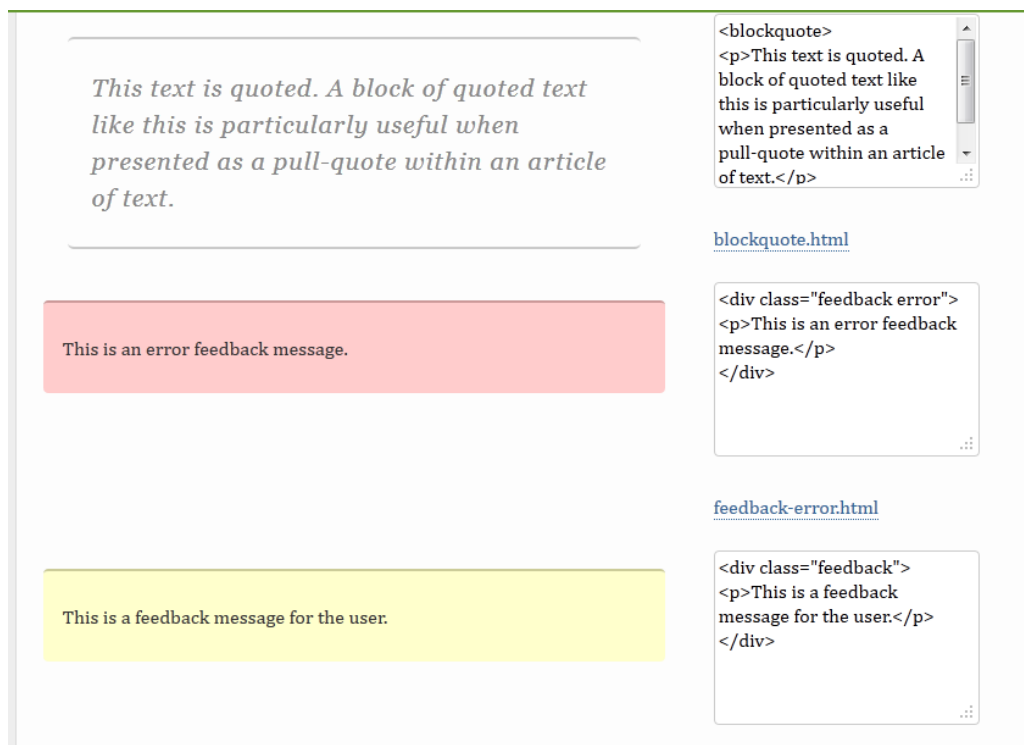 This text is quoted. A block of quoted text
like this is particularly useful when
presented as a pull-quote within an article
of text.
<blockquote>
<p>This text is quoted. A
block of quoted text like
this is particularly useful
when presented as a
pull-quote within an article
of text.</p>
blockquote.html
This is an error feedback message.
<div class="feedback error">
<p>This is an error feedback
message.</p>
</div>
feedback-error.html
This is a feedback message for the user.
<div class="feedback">
<p>This is a feedback
message for the user.</p>
</div>